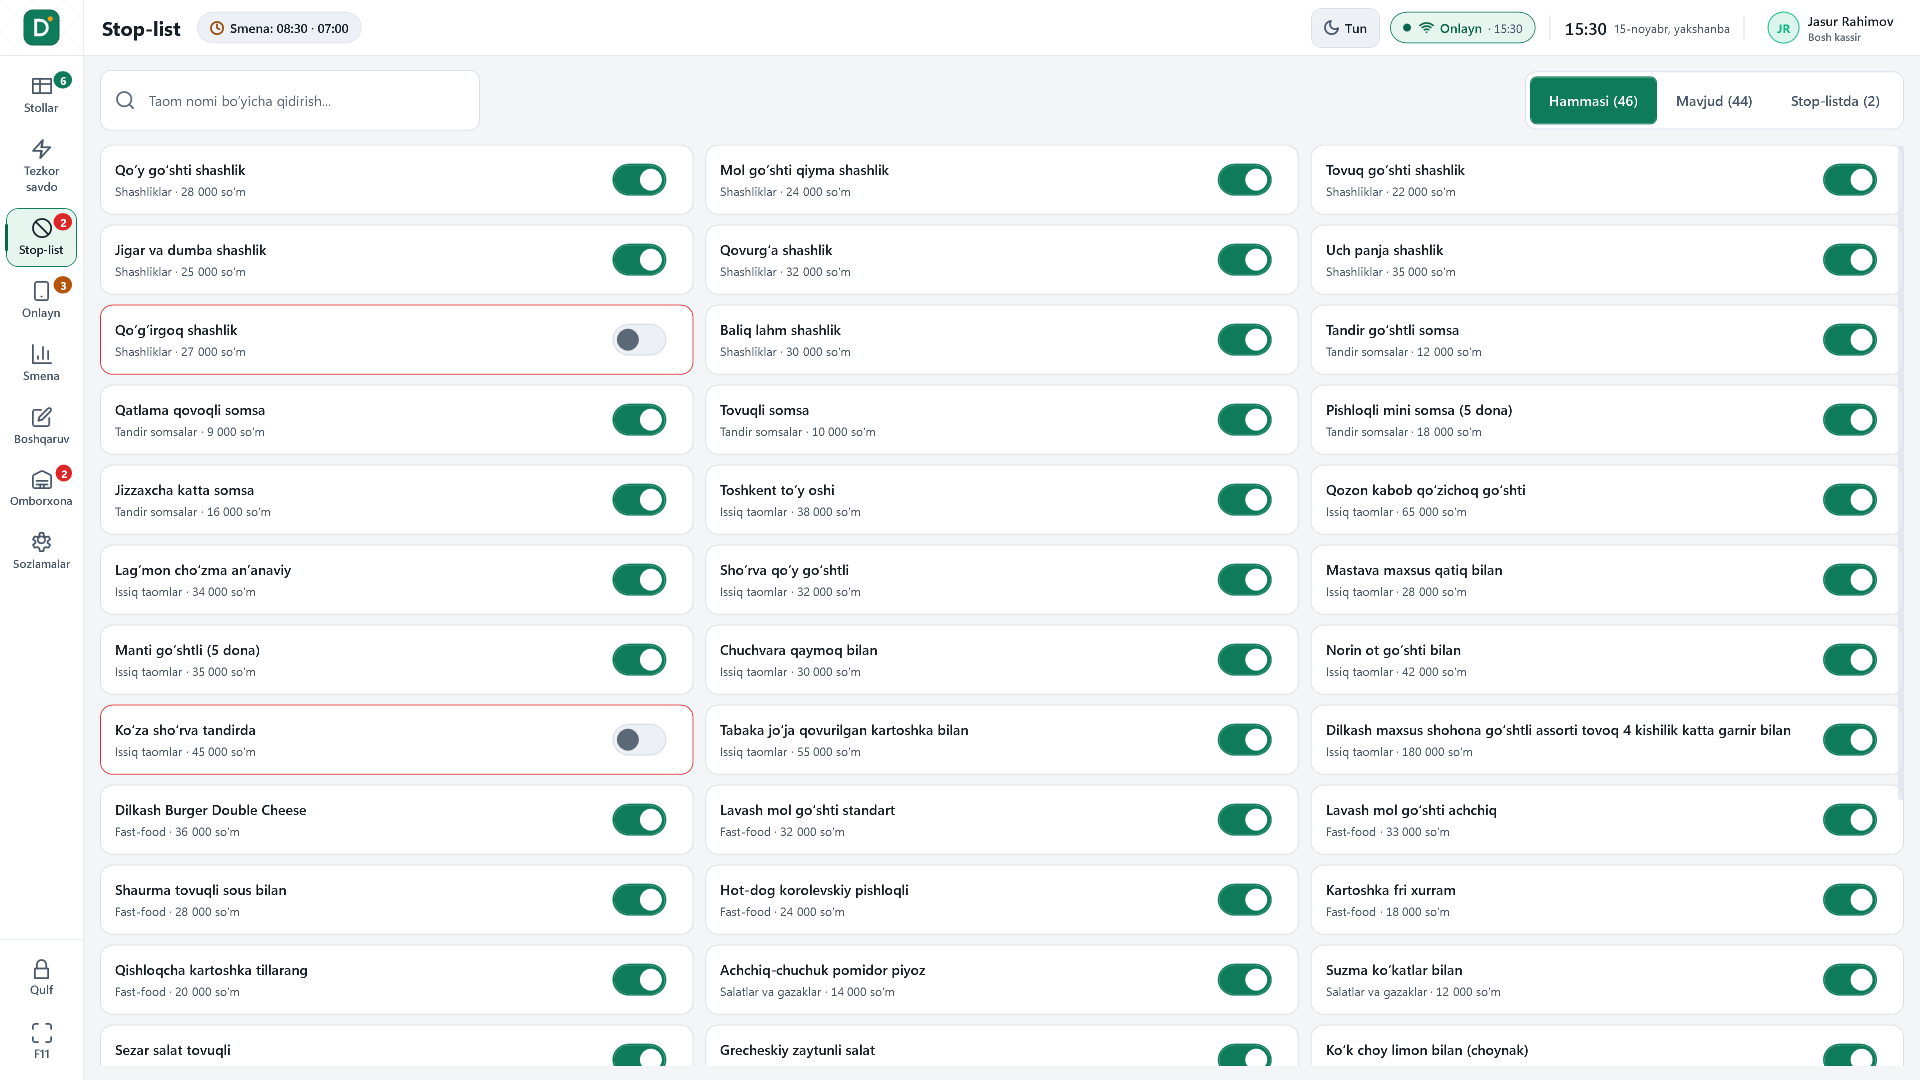 D
Stop-list
Smena: 08:30 · 07:00
Tun
Onlayn · 15:30
15:30
15-noyabr, yakshanba
JR
Jasur Rahimov
Bosh kassir
6
Stollar
Tezkor savdo
2
Stop-list
3
Onlayn
Smena
Boshqaruv
2
Omborxona
Sozlamalar
Qulf
F11
Taom nomi bo‘yicha qidirish...
Hammasi (46)
Mavjud (44)
Stop-listda (2)
Qo‘y go‘shti shashlik
Shashliklar · 28 000 so‘m
Mol go‘shti qiyma shashlik
Shashliklar · 24 000 so‘m
Tovuq go‘shti shashlik
Shashliklar · 22 000 so‘m
Jigar va dumba shashlik
Shashliklar · 25 000 so‘m
Qovurg‘a shashlik
Shashliklar · 32 000 so‘m
Uch panja shashlik
Shashliklar · 35 000 so‘m
Qo‘g‘irgoq shashlik
Shashliklar · 27 000 so‘m
Baliq lahm shashlik
Shashliklar · 30 000 so‘m
Tandir go‘shtli somsa
Tandir somsalar · 12 000 so‘m
Qatlama qovoqli somsa
Tandir somsalar · 9 000 so‘m
Tovuqli somsa
Tandir somsalar · 10 000 so‘m
Pishloqli mini somsa (5 dona)
Tandir somsalar · 18 000 so‘m
Jizzaxcha katta somsa
Tandir somsalar · 16 000 so‘m
Toshkent to‘y oshi
Issiq taomlar · 38 000 so‘m
Qozon kabob qo‘zichoq go‘shti
Issiq taomlar · 65 000 so‘m
Lag‘mon cho‘zma an’anaviy
Issiq taomlar · 34 000 so‘m
Sho‘rva qo‘y go‘shtli
Issiq taomlar · 32 000 so‘m
Mastava maxsus qatiq bilan
Issiq taomlar · 28 000 so‘m
Manti go‘shtli (5 dona)
Issiq taomlar · 35 000 so‘m
Chuchvara qaymoq bilan
Issiq taomlar · 30 000 so‘m
Norin ot go‘shti bilan
Issiq taomlar · 42 000 so‘m
Ko‘za sho‘rva tandirda
Issiq taomlar · 45 000 so‘m
Tabaka jo‘ja qovurilgan kartoshka bilan
Issiq taomlar · 55 000 so‘m
Dilkash maxsus shohona go‘shtli assorti tovoq 4 kishilik katta garnir bilan
Issiq taomlar · 180 000 so‘m
Dilkash Burger Double Cheese
Fast-food · 36 000 so‘m
Lavash mol go‘shti standart
Fast-food · 32 000 so‘m
Lavash mol go‘shti achchiq
Fast-food · 33 000 so‘m
Shaurma tovuqli sous bilan
Fast-food · 28 000 so‘m
Hot-dog korolevskiy pishloqli
Fast-food · 24 000 so‘m
Kartoshka fri xurram
Fast-food · 18 000 so‘m
Qishloqcha kartoshka tillarang
Fast-food · 20 000 so‘m
Achchiq-chuchuk pomidor piyoz
Salatlar va gazaklar · 14 000 so‘m
Suzma ko‘katlar bilan
Salatlar va gazaklar · 12 000 so‘m
Sezar salat tovuqli
Grecheskiy zaytunli salat
Ko‘k choy limon bilan (choynak)